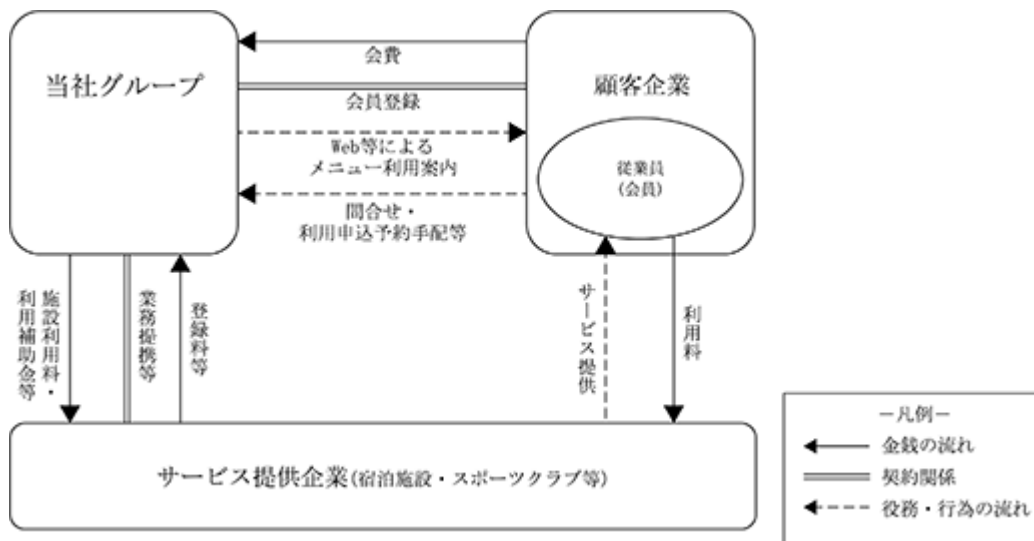 当社グループ
会費
会員登録
Web等による
メニュー利用案内
問合せ・
利用申込予約手配等
顧客企業
従業員
(会員)
施設利用料・
利用補助金等
業務提携等
登録料等
サービス提供
利用料
サービス提供企業(宿泊施設・スポーツクラブ等)
－凡例－
金銭の流れ
契約関係
役務・行為の流れ